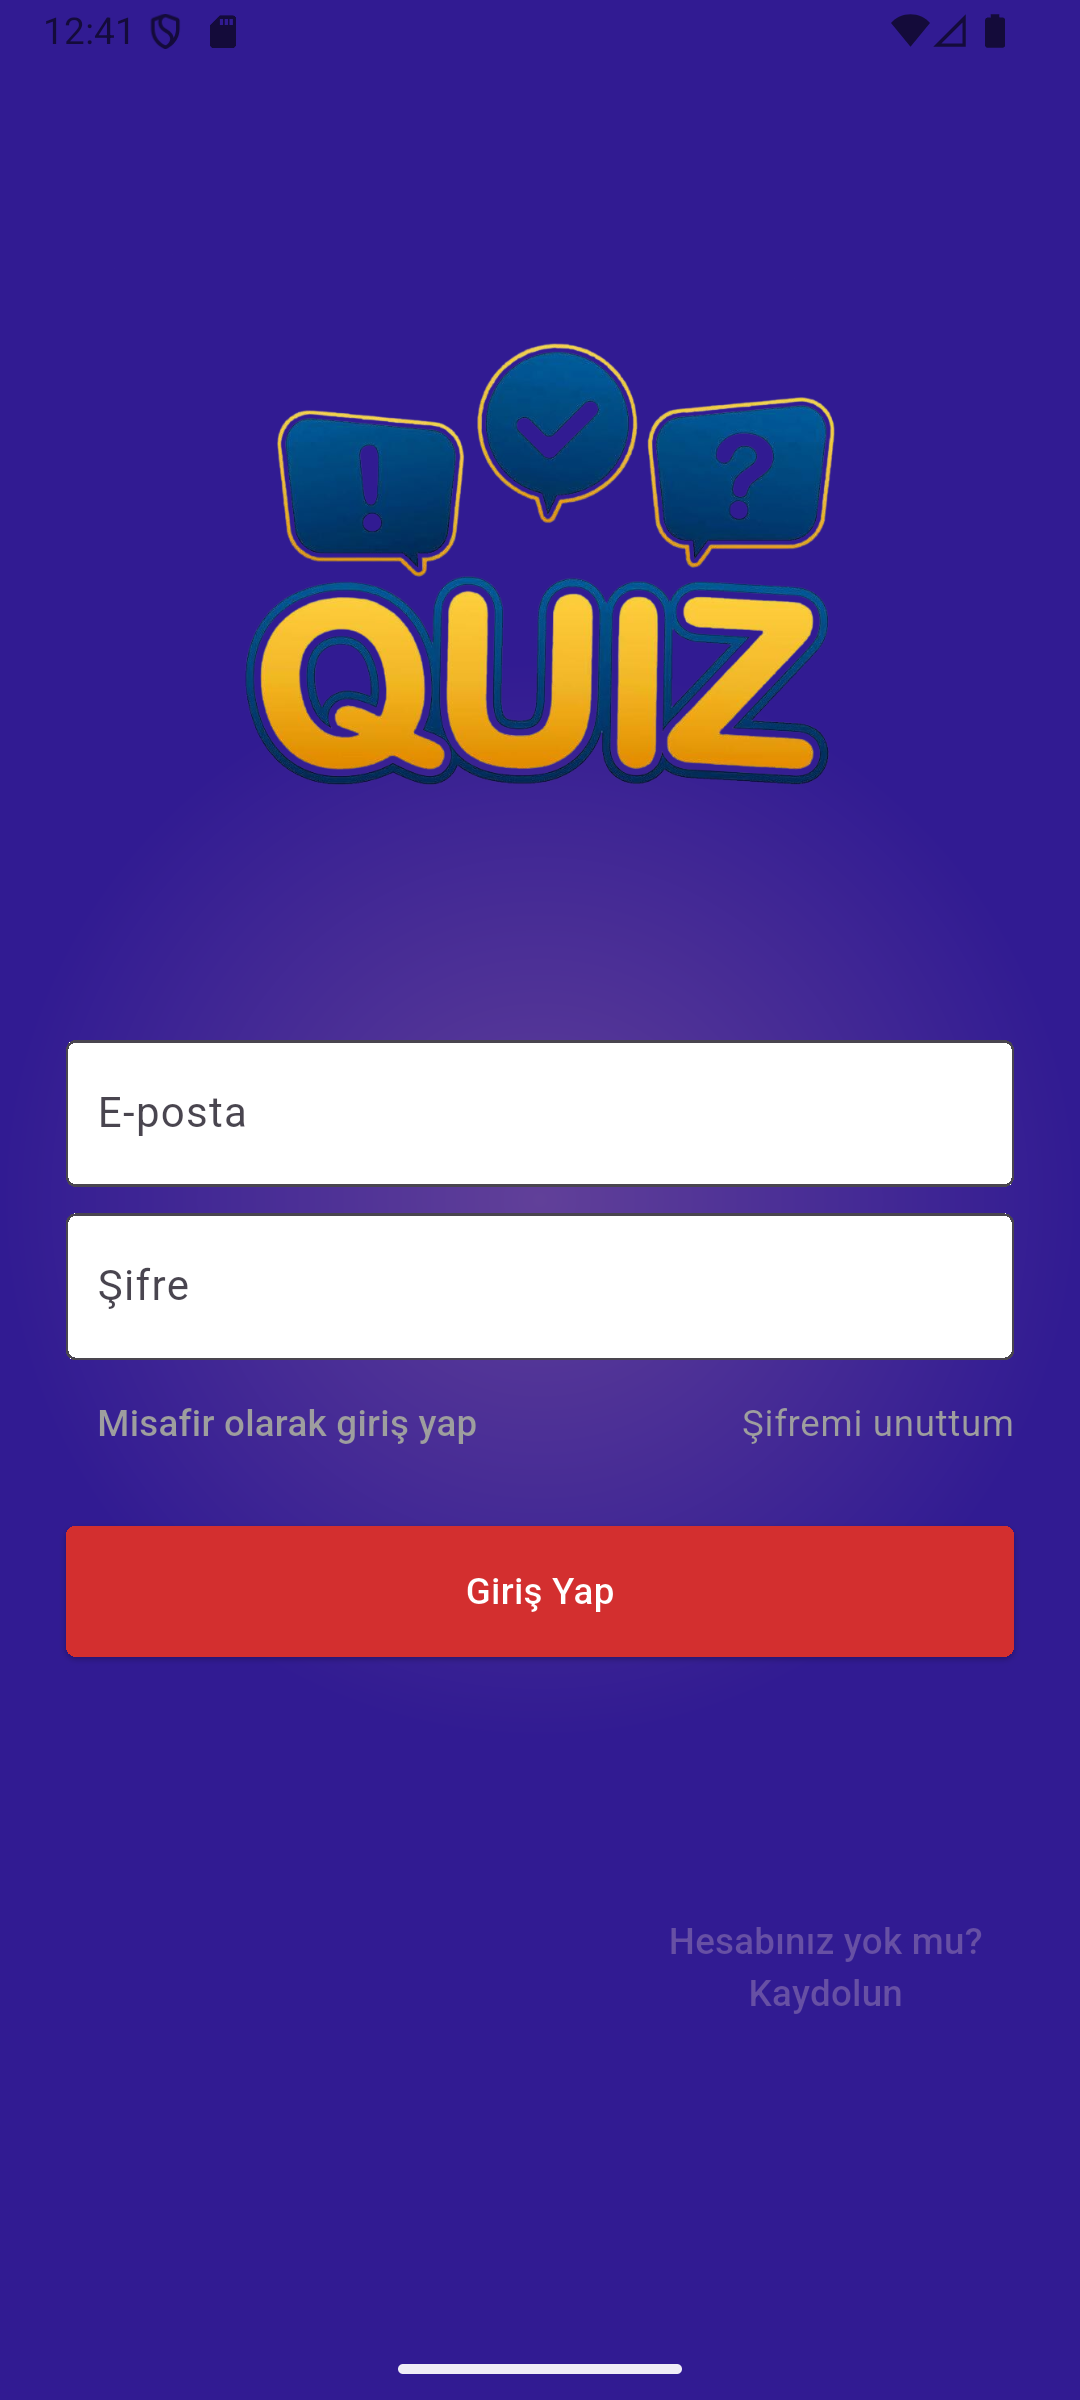 12:41
QUIZ
E-posta
Şifre
Misafir olarak giriş yap
Şifremi unuttum
Giriş Yap
Hesabınız yok mu?
Kaydolun